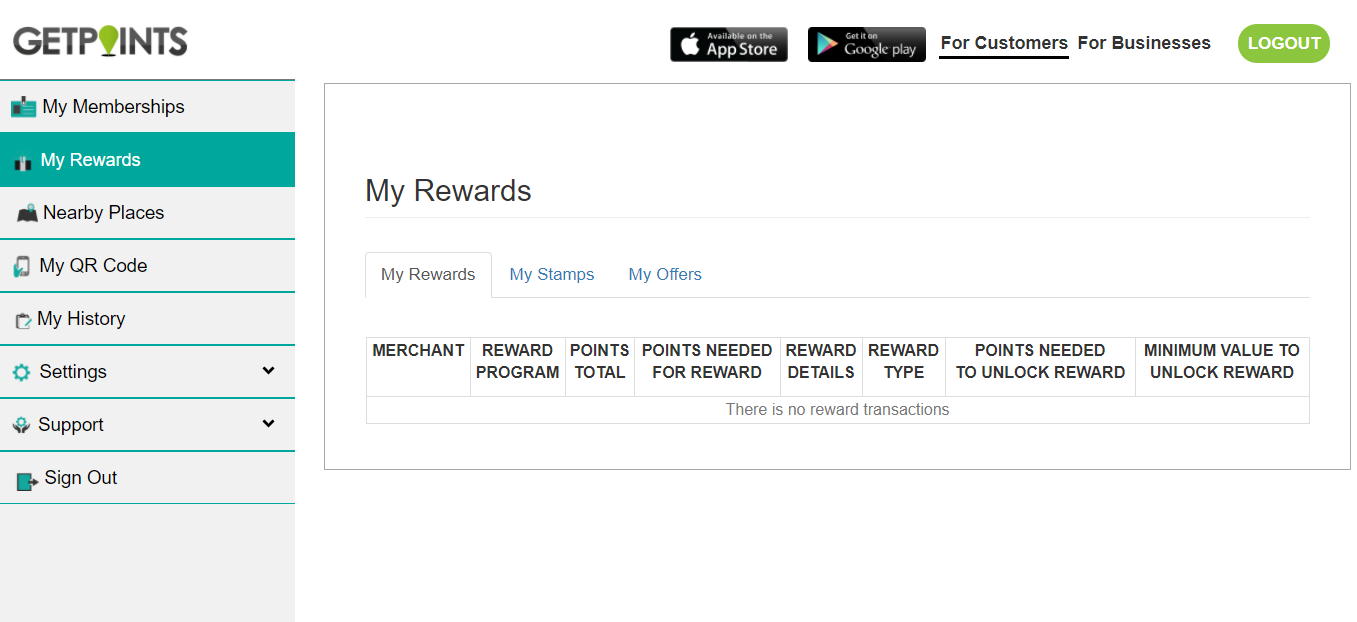 GETPOINTS
Available on the
App Store
Get it on
Google play
For Customers
For Businesses
LOGOUT
My Memberships
My Rewards
Nearby Places
My QR Code
My History
Settings
Support
Sign Out
My Rewards
My Rewards
My Stamps
My Offers
MERCHANT
REWARD
PROGRAM
POINTS
TOTAL
POINTS NEEDED
FOR REWARD
REWARD
DETAILS
REWARD
TYPE
POINTS NEEDED
TO UNLOCK REWARD
MINIMUM VALUE TO
UNLOCK REWARD
There is no reward transactions